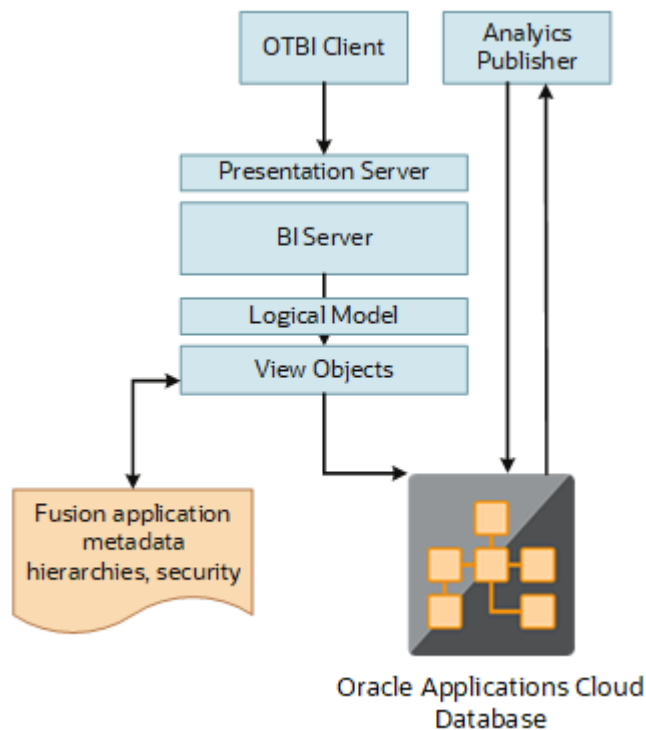 OTBI Client
Analyics
Publisher
Presentation Server
BI Server
Logical Model
View Objects
Fusion application
metadata
hierarchies, security
Oracle Applications Cloud
Database